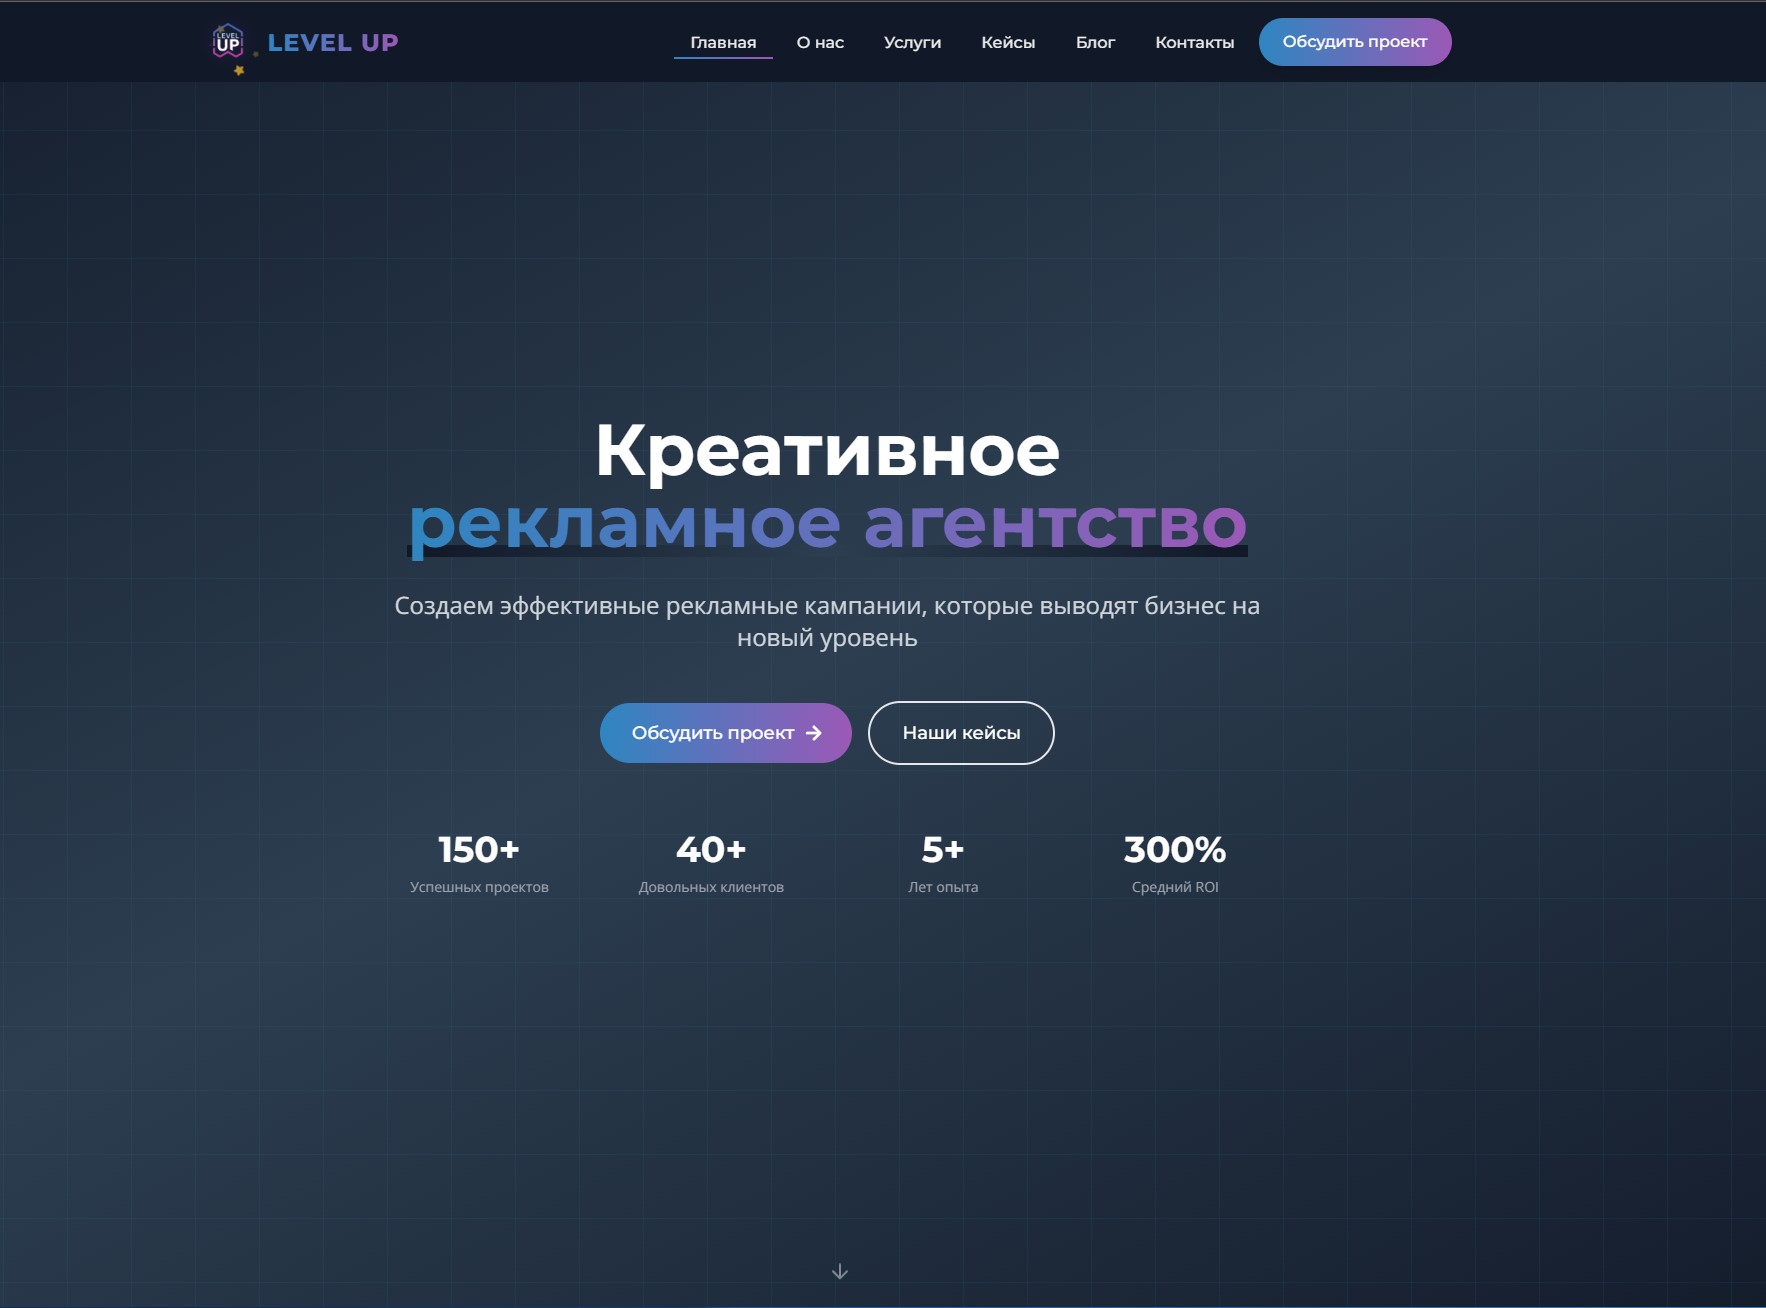 LEVEL
UP
LEVEL UP
Главная
О нас
Услуги
Кейсы
Блог
Контакты
Обсудить проект
Креативное
рекламное агентство
Создаем эффективные рекламные кампании, которые выводят бизнес на
новый уровень
Обсудить проект →
Наши кейсы
150+
Успешных проектов
40+
Довольных клиентов
5+
Лет опыта
300%
Средний ROI